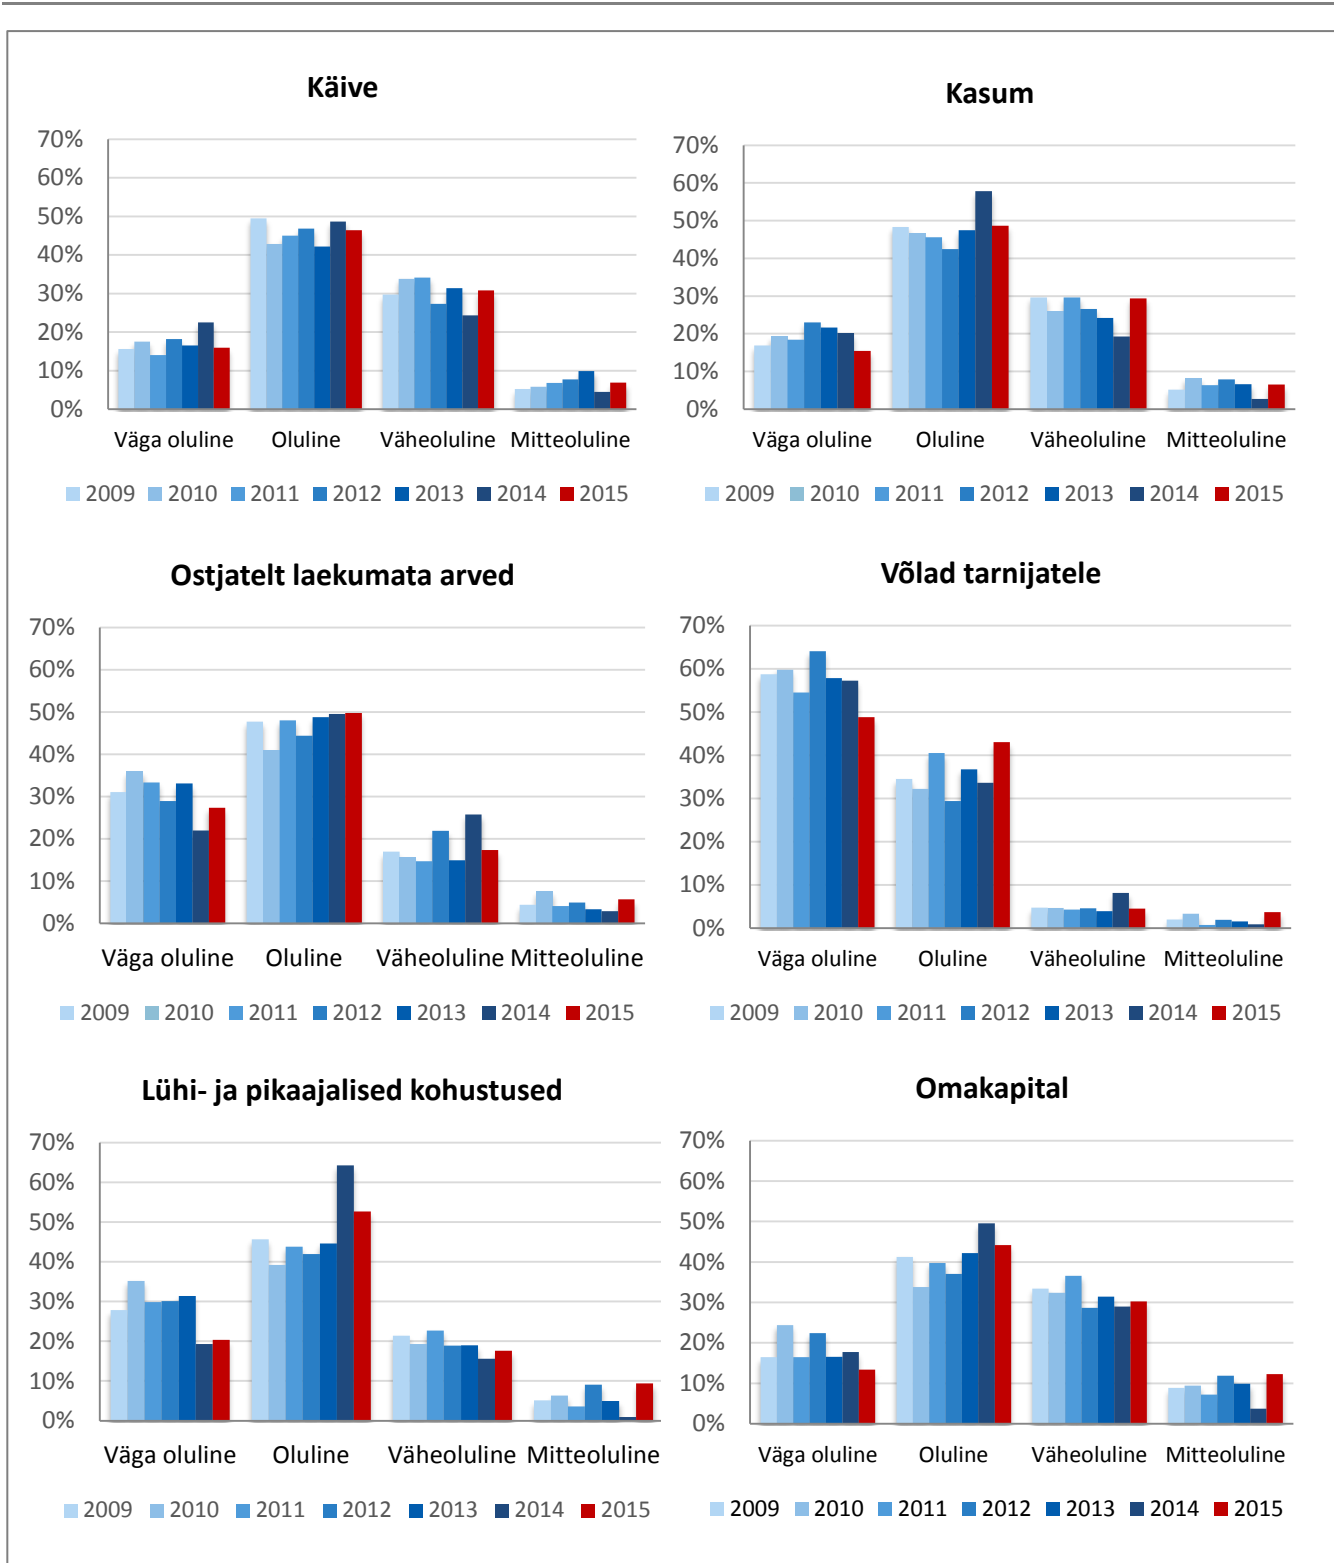 Käive
70%
60%
50%
40%
30%
20%
10%
0%
Väga oluline Oluline Väheoluline Mitteoluline
2009 2010 2011 2012 2013 2014 2015
Kasum
70%
60%
50%
40%
30%
20%
10%
0%
Väga oluline Oluline Väheoluline Mitteoluline
2009 2010 2011 2012 2013 2014 2015
Ostjatelt laekumata arved
70%
60%
50%
40%
30%
20%
10%
0%
Väga oluline Oluline Väheoluline Mitteoluline
2009 2010 2011 2012 2013 2014 2015
Võlad tarnijatele
70%
60%
50%
40%
30%
20%
10%
0%
Väga oluline Oluline Väheoluline Mitteoluline
2009 2010 2011 2012 2013 2014 2015
Lühi- ja pikaajalised kohustused
70%
60%
50%
40%
30%
20%
10%
0%
Väga oluline Oluline Väheoluline Mitteoluline
2009 2010 2011 2012 2013 2014 2015
Omakapital
70%
60%
50%
40%
30%
20%
10%
0%
Väga oluline Oluline Väheoluline Mitteoluline
2009 2010 2011 2012 2013 2014 2015